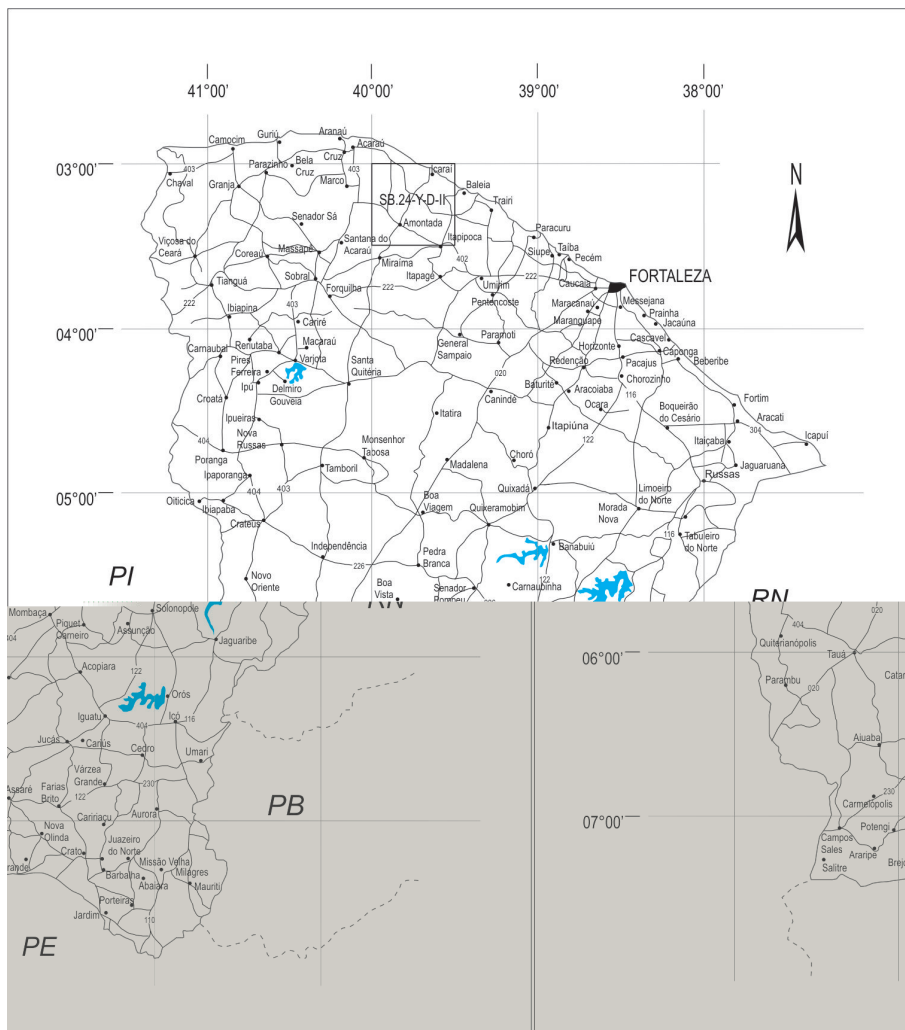 41°00'
40°00'
39°00'
38°00'
03°00'
04°00'
05°00'
N
Camocim
Guriú
Aranaú
Acaraú
Cruz
Parazinho
Bela
Cruz
403
403
Chaval
Granja
Marco
Icaraí
Baleia
SB.24-Y-D-II
Trairi
Senador Sá
Amontada
Paracuru
Viçosa do
Ceará
Coreaú
Massapê
Santana do
Acaraú
Itapipoca
Siupe
Taíba
Pecém
402
Miraíma
Tianguá
Sobral
Itapagé
Umirim
222
Caucaia
FORTALEZA
Forquilha
222
222
Pentencoste
Maracanaú
Messejana
403
Ibiapina
Cariré
Maranguape
Prainha
Jacaúna
Reriutaba
Macaraú
General
Sampaio
Paramoti
Horizonte
Cascavel
Carnaubal
Varjota
Redenção
Caponga
Pires
Ferreira
Santa
Quitéria
020
Pacajus
Beberibe
Ipú
Delmiro
Gouveia
Baturité
Aracoiaba
Chorozinho
Croatá
Canindé
116
Fortim
Ocara
Ipueiras
Itatira
Boqueirão
do Cesário
Aracati
304
Icapuí
Itapiúna
Nova
Russas
Monsenhor
Tabosa
122
Itaiçaba
404
Poranga
Tamboril
Madalena
Choró
Jaguaruana
Ipaporanga
Russas
404
403
Quixadá
Limoeiro
do Norte
Oiticica
Ibiapaba
Boa
Viagem
Quixeramobim
Morada
Nova
Crateús
116
Tabuleiro
do Norte
Independência
Banabuiú
Pedra
Branca
226
PI
Novo
Oriente
Boa
Vista
Senador
Pompeu
122
Carnaubinha
RN
RN
Mombaça
Piquet
Carneiro
Solonopole
Assunção
404
Jaguaribe
Acopiara
122
Orós
Iguatu
Icó
116
404
Jucás
Cariús
Cedro
Umari
Várzea
Grande
230
Assaré
Farias
Brito
122
Aurora
PB
Caririaçu
Nova
Olinda
Juazeiro
do Norte
Crato
Missão Velha
Milagres
Barbalha
Abaiara
Mauriti
Porteiras
Jardim
110
PE
06°00'
07°00'
020
404
Quiterianópolis
Tauá
Parambu
020
Aiuaba
230
Carmelópolis
Campos
Sales
Potengi
Araripe
Salitre